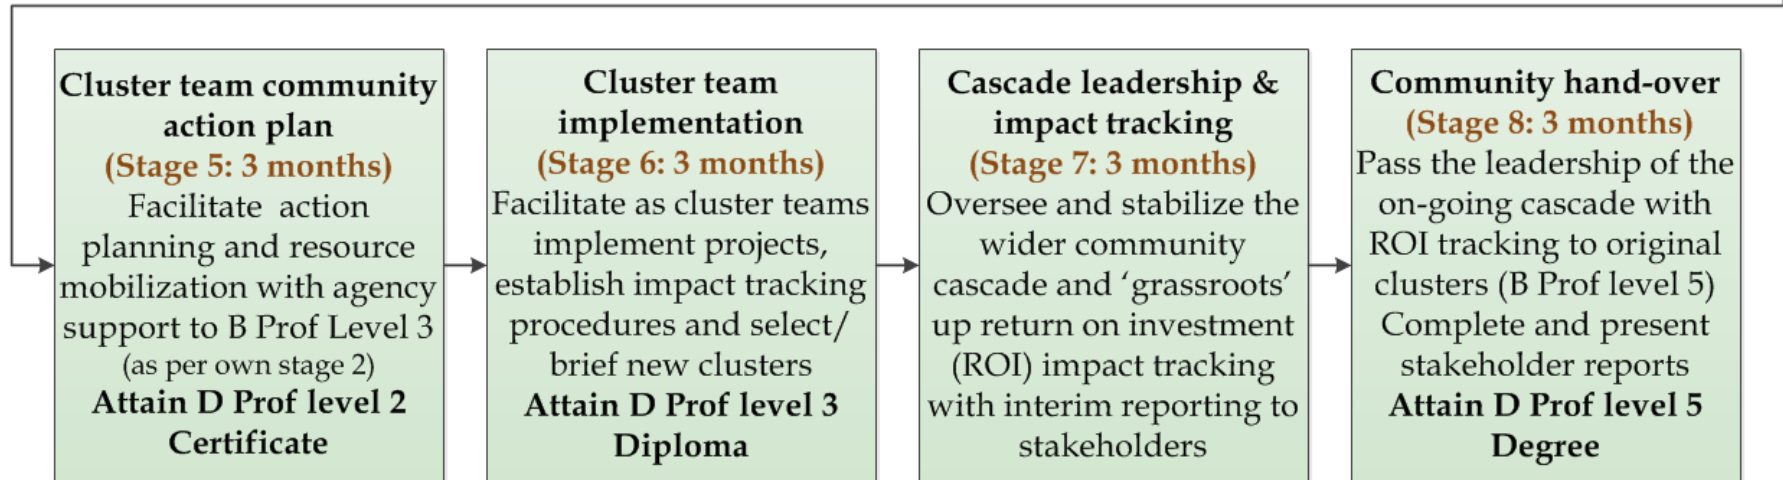 Cluster team community
action plan
(Stage 5: 3 months)
Facilitate action
planning and resource
mobilization with agency
support to B Prof Level 3
(as per own stage 2)
Attain D Prof level 2
Certificate
Cluster team
implementation
(Stage 6: 3 months)
Facilitate as cluster teams
implement projects,
establish impact tracking
procedures and select/
brief new clusters
Attain D Prof level 3
Diploma
Cascade leadership &
impact tracking
(Stage 7: 3 months)
Oversee and stabilize the
wider community
cascade and ‘grassroots’
up return on investment
(ROI) impact tracking
with interim reporting to
stakeholders
Community hand-over
(Stage 8: 3 months)
Pass the leadership of the
on-going cascade with
ROI tracking to original
clusters (B Prof level 5)
Complete and present
stakeholder reports
Attain D Prof level 5
Degree